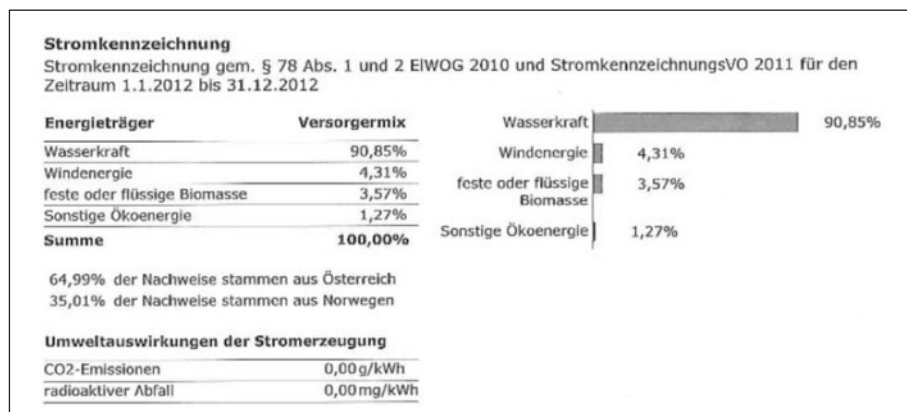 Stromkennzeichnung
Stromkennzeichnung gem. § 78 Abs. 1 und 2 ElWOG 2010 und StromkennzeichnungsVO 2011 für den
Zeitraum 1.1.2012 bis 31.12.2012
Energieträger Versorgermix
Wasserkraft 90,85%
Windenergie 4,31%
feste oder flüssige Biomasse 3,57%
Sonstige Ökoenergie 1,27%
Summe 100,00%
64,99% der Nachweise stammen aus Österreich
35,01% der Nachweise stammen aus Norwegen
Umweltauswirkungen der Stromerzeugung
CO2-Emissionen 0,00g/kWh
radioaktiver Abfall 0,00mg/kWh
Wasserkraft 90,85%
Windenergie 4,31%
feste oder flüssige 3,57%
Biomasse
Sonstige Ökoenergie 1,27%